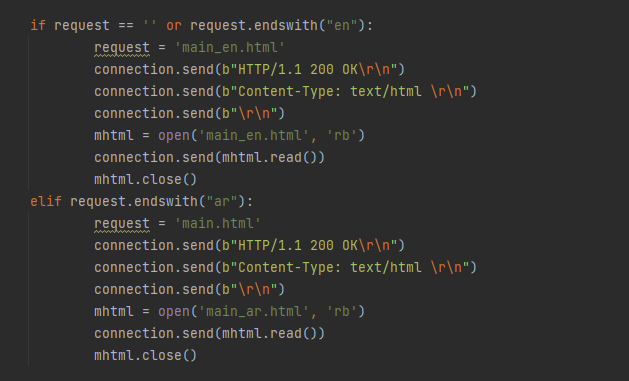 if request == '' or request.endswith("en"):
request = 'main_en.html'
connection.send(b"HTTP/1.1 200 OK\r\n")
connection.send(b"Content-Type: text/html \r\n")
connection.send(b"\r\n")
mhtml = open('main_en.html', 'rb')
connection.send(mhtml.read())
mhtml.close()
elif request.endswith("ar"):
request = 'main.html'
connection.send(b"HTTP/1.1 200 OK\r\n")
connection.send(b"Content-Type: text/html \r\n")
connection.send(b"\r\n")
mhtml = open('main_ar.html', 'rb')
connection.send(mhtml.read())
mhtml.close()